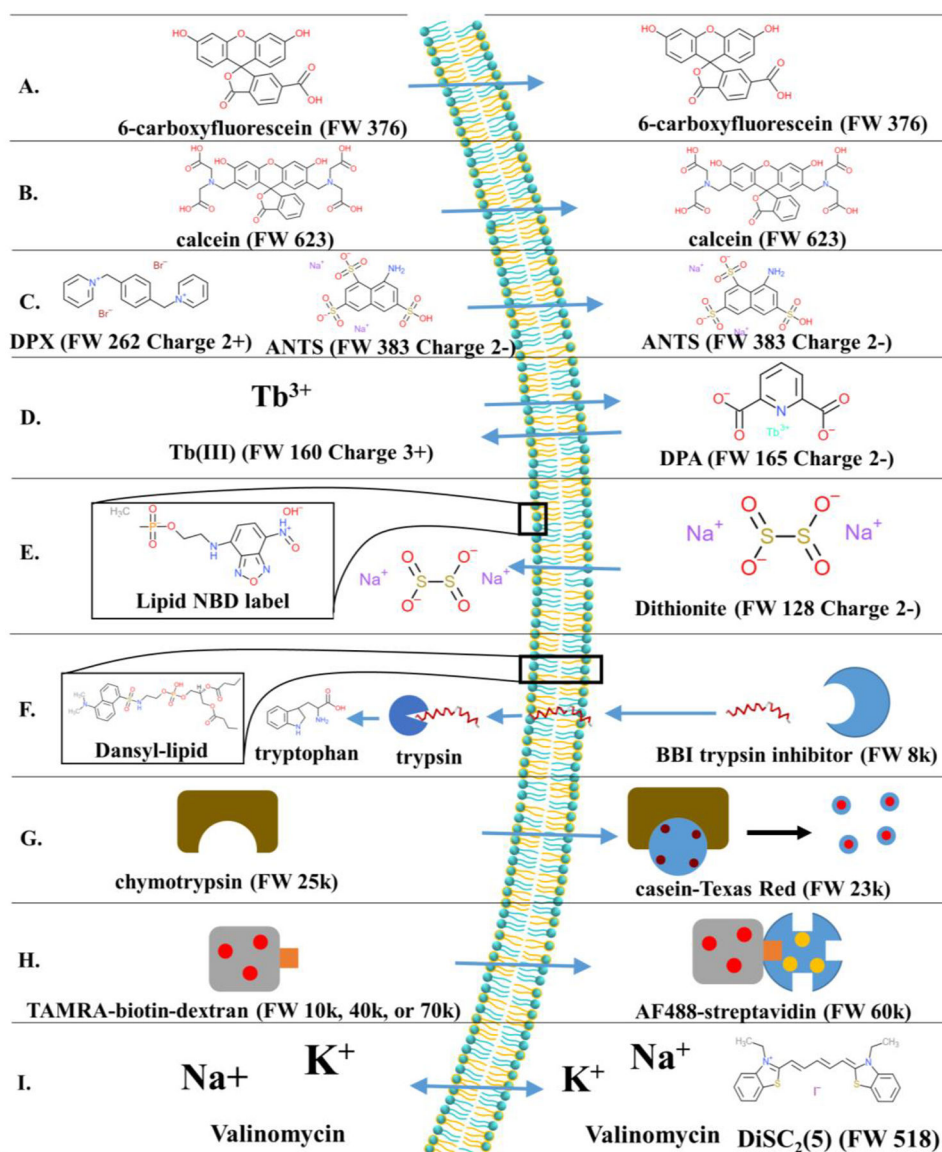 A.
6-carboxyfluorescein (FW 376)
6-carboxyfluorescein (FW 376)
B.
calcein (FW 623)
calcein (FW 623)
C.
DPX (FW 262 Charge 2+)
ANTS (FW 383 Charge 2-)
ANTS (FW 383 Charge 2-)
D.
Tb3+
Tb(III) (FW 160 Charge 3+)
DPA (FW 165 Charge 2-)
E.
Lipid NBD label
Dithionite (FW 128 Charge 2-)
F.
Dansyl-lipid
tryptophan
trypsin
BBI trypsin inhibitor (FW 8k)
G.
chymotrypsin (FW 25k)
casein-Texas Red (FW 23k)
H.
TAMRA-biotin-dextran (FW 10k, 40k, or 70k)
AF488-streptavidin (FW 60k)
I.
Na+
K+
K+
Na+
Valinomycin
Valinomycin
DiSC2(5) (FW 518)